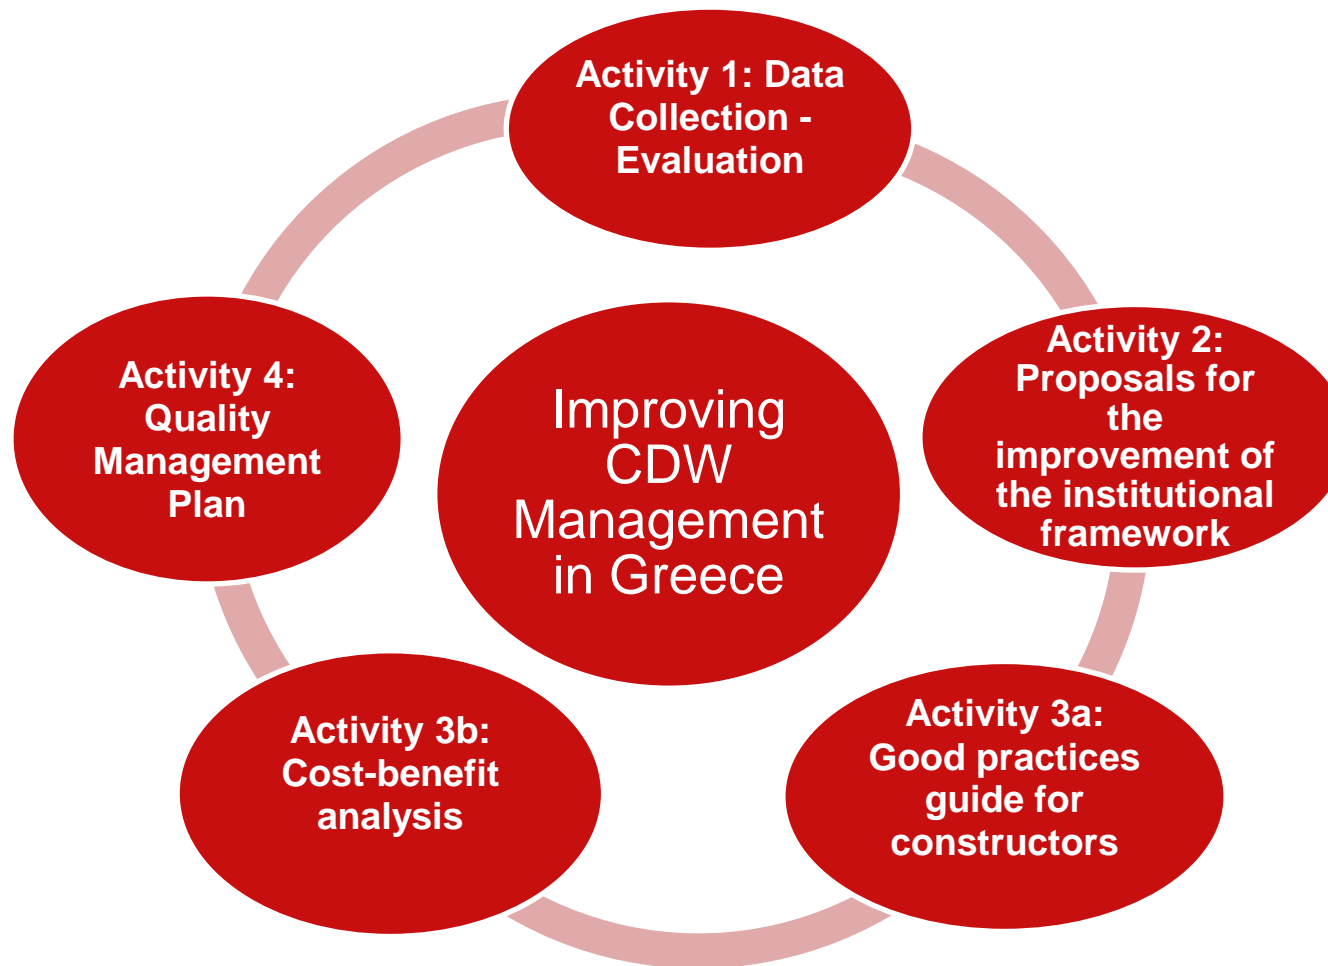 Activity 1: Data
Collection -
Evaluation
Activity 2:
Proposals for
the
improvement of
the institutional
framework
Activity 3a:
Good practices
guide for
constructors
Activity 3b:
Cost-benefit
analysis
Activity 4:
Quality
Management
Plan
Improving
CDW
Management
in Greece